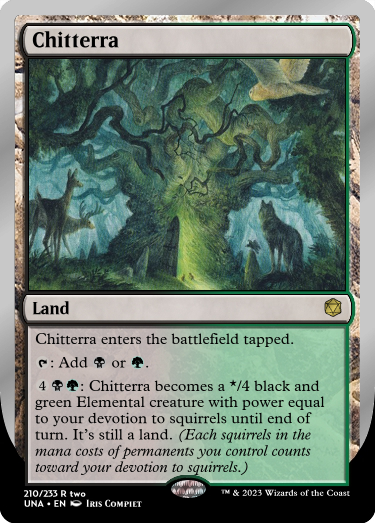 Chitterra
Land
Chitterra enters the battlefield tapped.
: Add or .
4 : Chitterra becomes a */4 black and
green Elemental creature with power equal
to your devotion to squirrels until end of
turn. It's still a land. (Each squirrels in the
mana costs of permanents you control counts
toward your devotion to squirrels.)
210/233 R two
UNA • EN Iris Compiet
™ & 2023 Wizards of the Coast